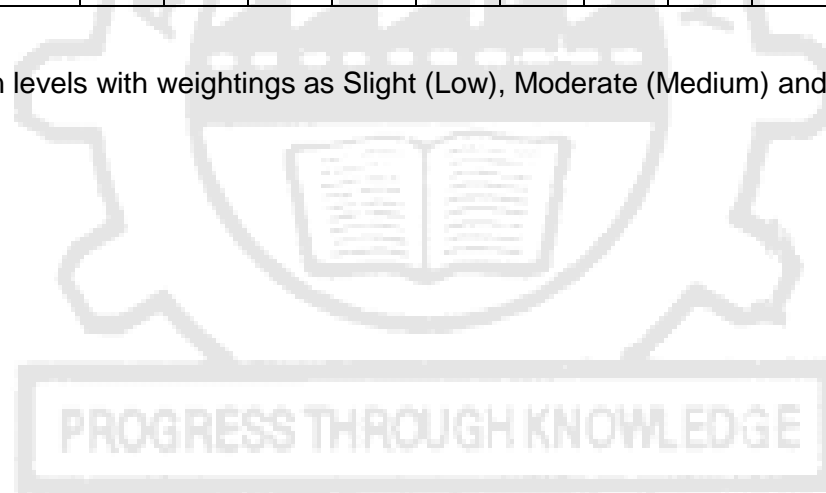 n levels with weightings as Slight (Low), Moderate (Medium) and
PROGRESS THROUGH KNOWLEDGE